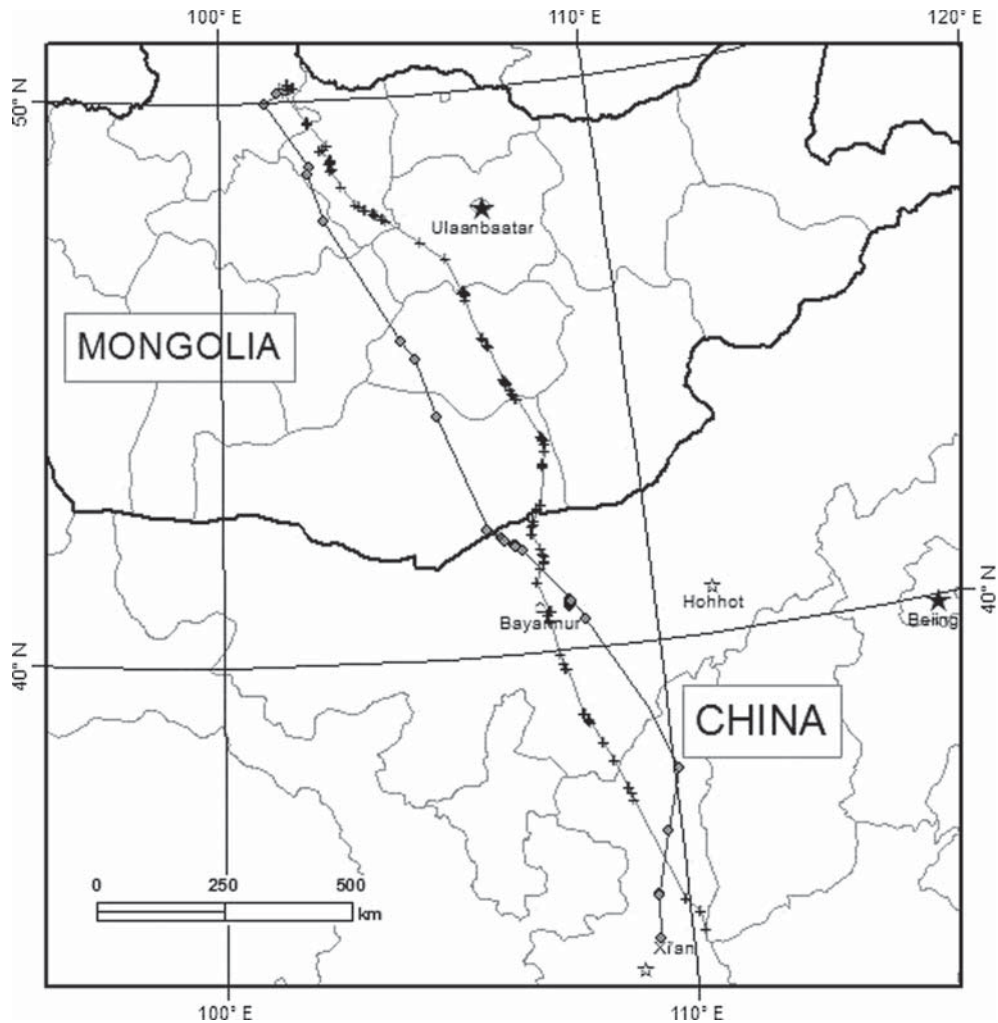 100° E
110° E
120° E
50° N
Ulaanbaatar
MONGOLIA
40° N
Hohhot
Beijing
Bayannur
40° N
CHINA
0 250 500
km
Xi'an
100° E
110° E